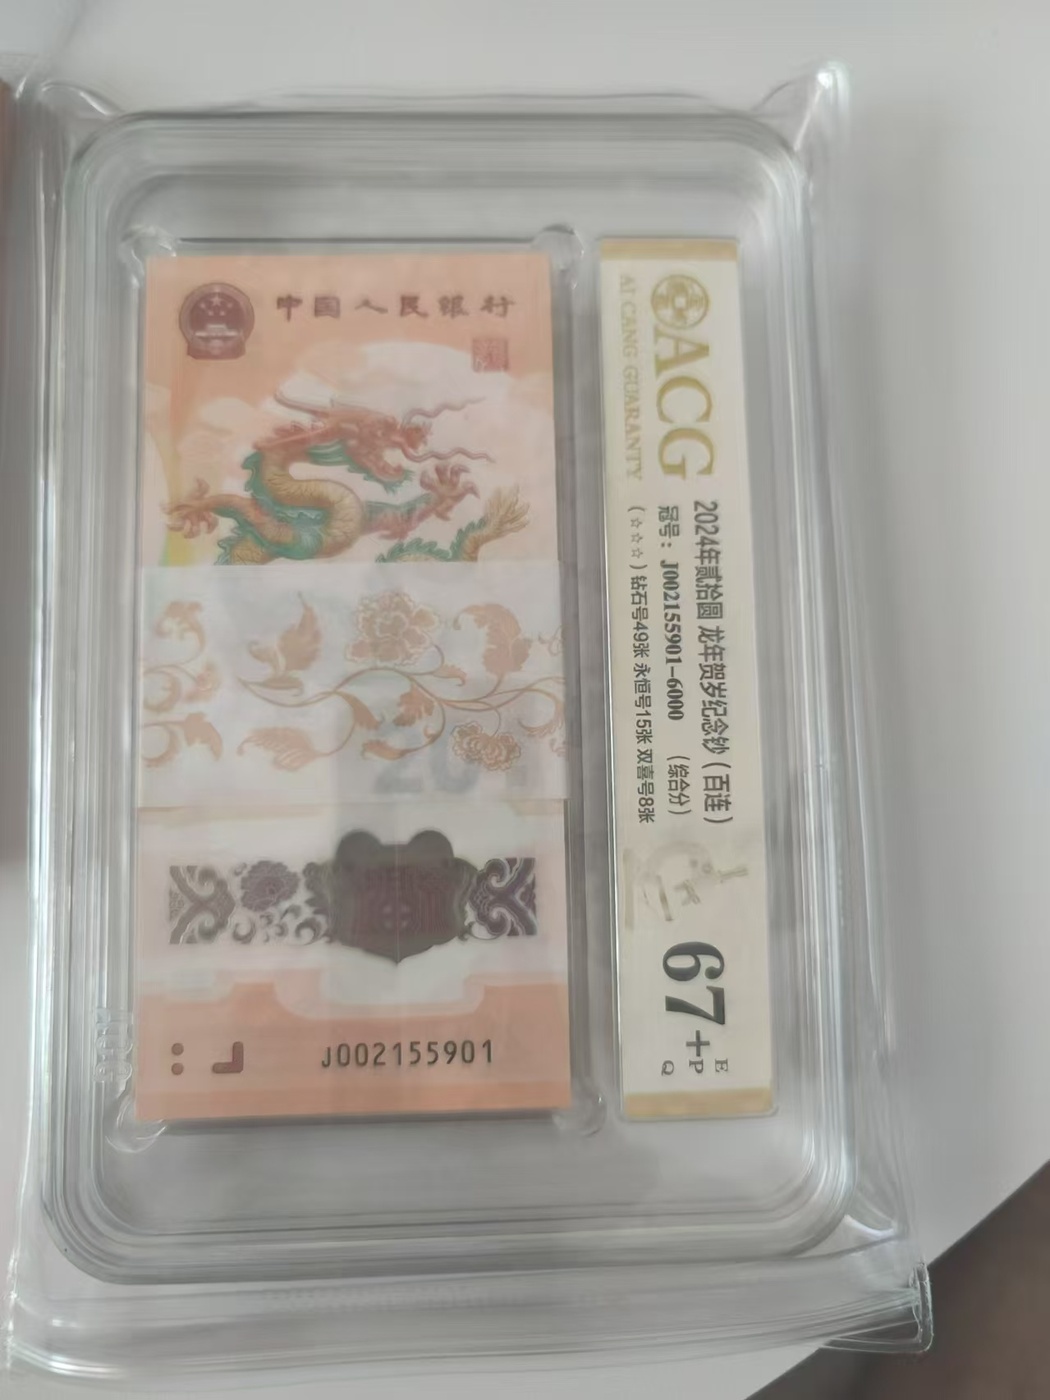 中国人民银行
J002155901
ACG
AI CANG GUARANTY
2024年贰拾圆 龙年贺岁纪念钞（百连）
冠号：J002155901-6000 （综合分）
（☆☆☆）钻石号49张 永恒号15张 双喜号8张
67+
E
P
Q